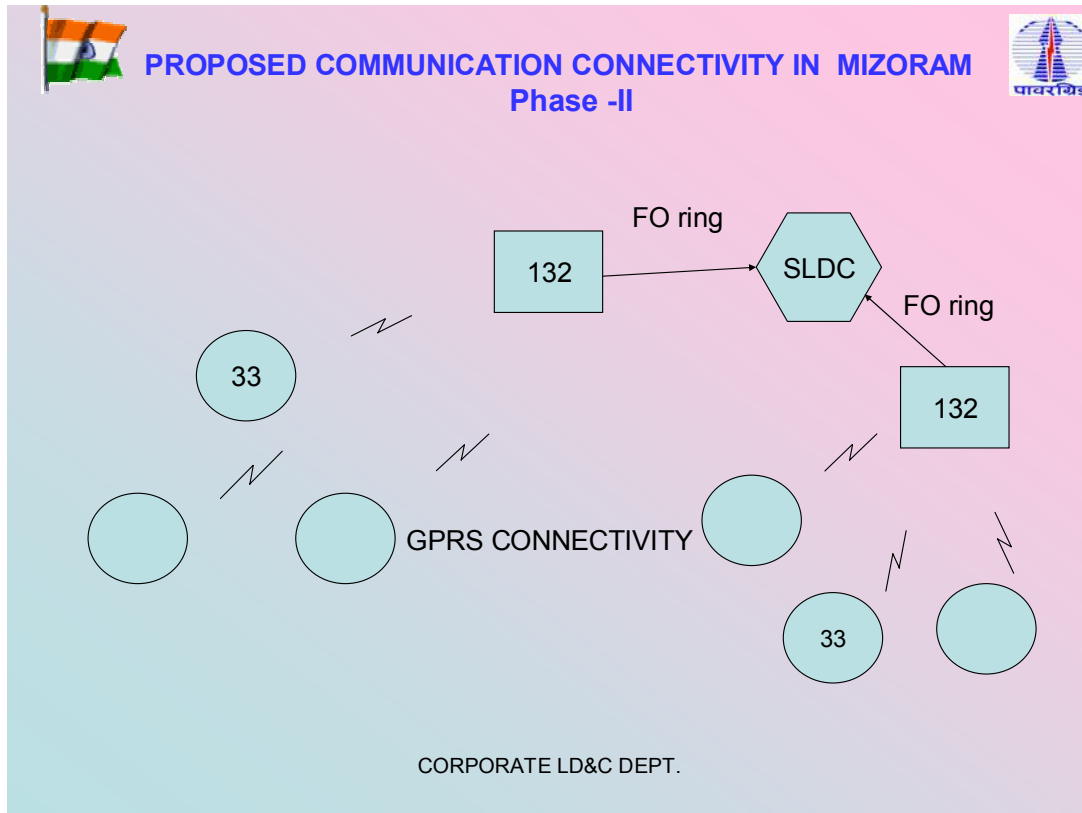 PROPOSED COMMUNICATION CONNECTIVITY IN MIZORAM
Phase -II
पावरग्रिड
FO ring
132
SLDC
FO ring
33
132
GPRS CONNECTIVITY
33
CORPORATE LD&C DEPT.